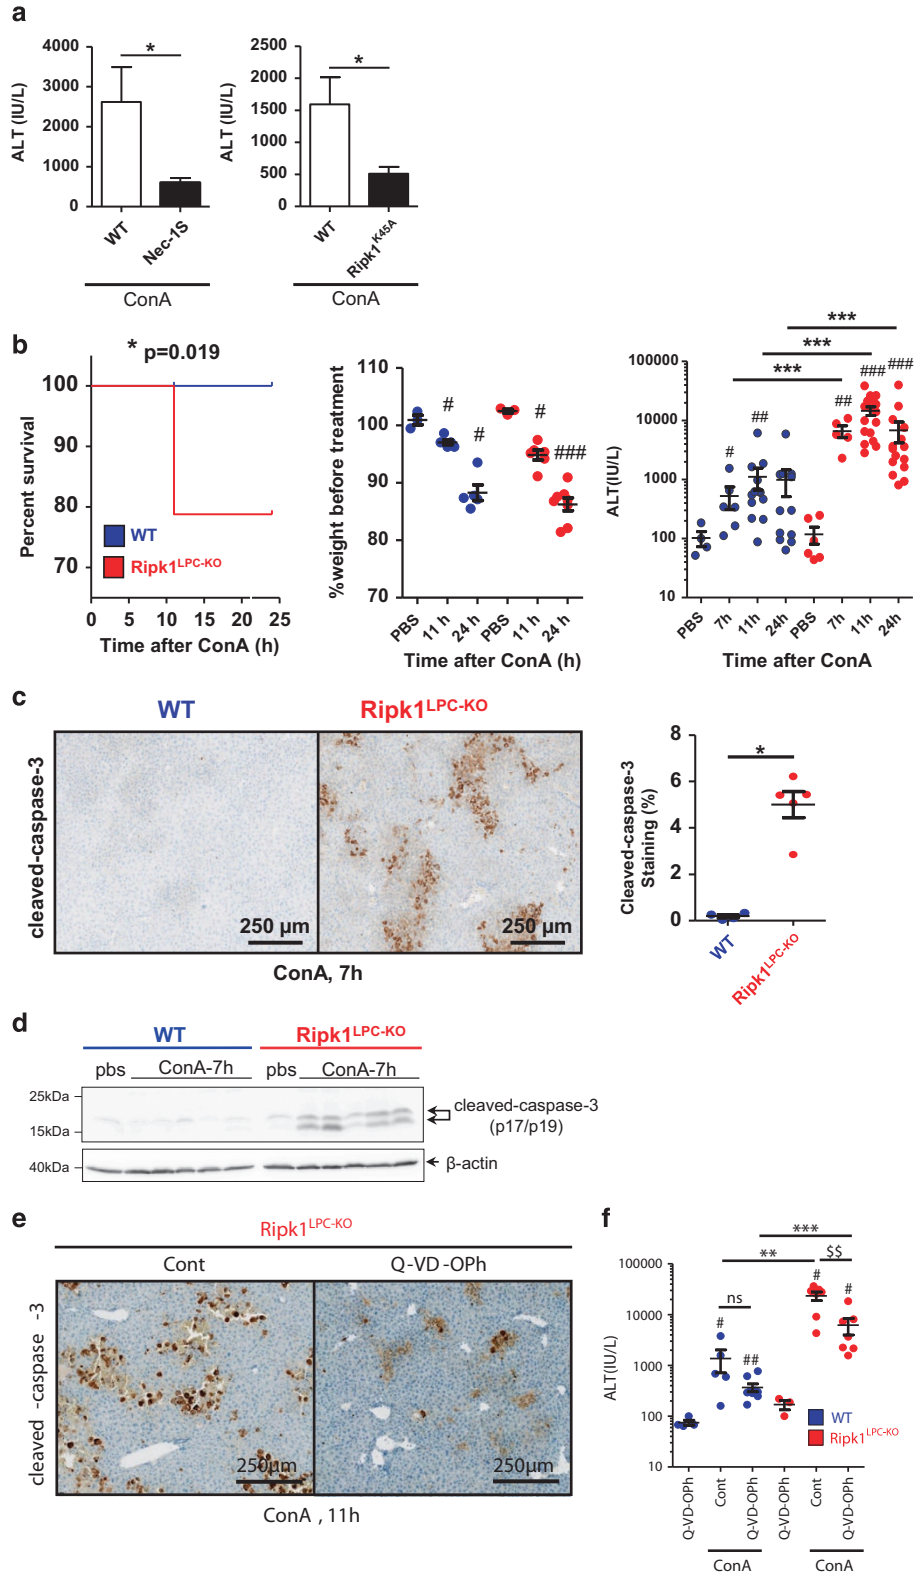 a
4000
3000
2000
1000
0
ALT (IU/L)
*
WT
Nec-1S
ConA
2500
2000
1500
1000
500
0
ALT (IU/L)
*
WT
Ripk1K45A
ConA
b
* p=0.019
100
90
80
70
Percent survival
WT
Ripk1LPC-KO
0 5 10 15 20 25
Time after ConA (h)
110
100
90
80
70
%weight before treatment
# # # ###
PBS 11 h 24 h PBS 11 h 24 h
Time after ConA (h)
***
***
***
100000
10000
1000
100
10
ALT(IU/L)
# ## ## ### ###
PBS 7h 11h 24h PBS 7h 11h 24h
Time after ConA
c
WT Ripk1LPC-KO
cleaved-caspase-3
250 µm 250 µm
ConA, 7h
8
6
4
2
0
Cleaved-caspase-3
Staining (%)
*
WT
Ripk1LPC-KO
d
WT Ripk1LPC-KO
pbs ConA-7h pbs ConA-7h
25kDa
15kDa
cleaved-caspase-3
(p17/p19)
40kDa
β-actin
e
Ripk1LPC-KO
Cont Q-VD-OPh
cleaved -caspase -3
250µm 250µm
ConA , 11h
f
***
** $$
ns
# ## # #
100000
10000
1000
100
10
ALT(IU/L)
WT
Ripk1LPC-KO
Q-VD-OPh Cont Q-VD-OPh Q-VD-OPh Cont Q-VD-OPh
ConA ConA